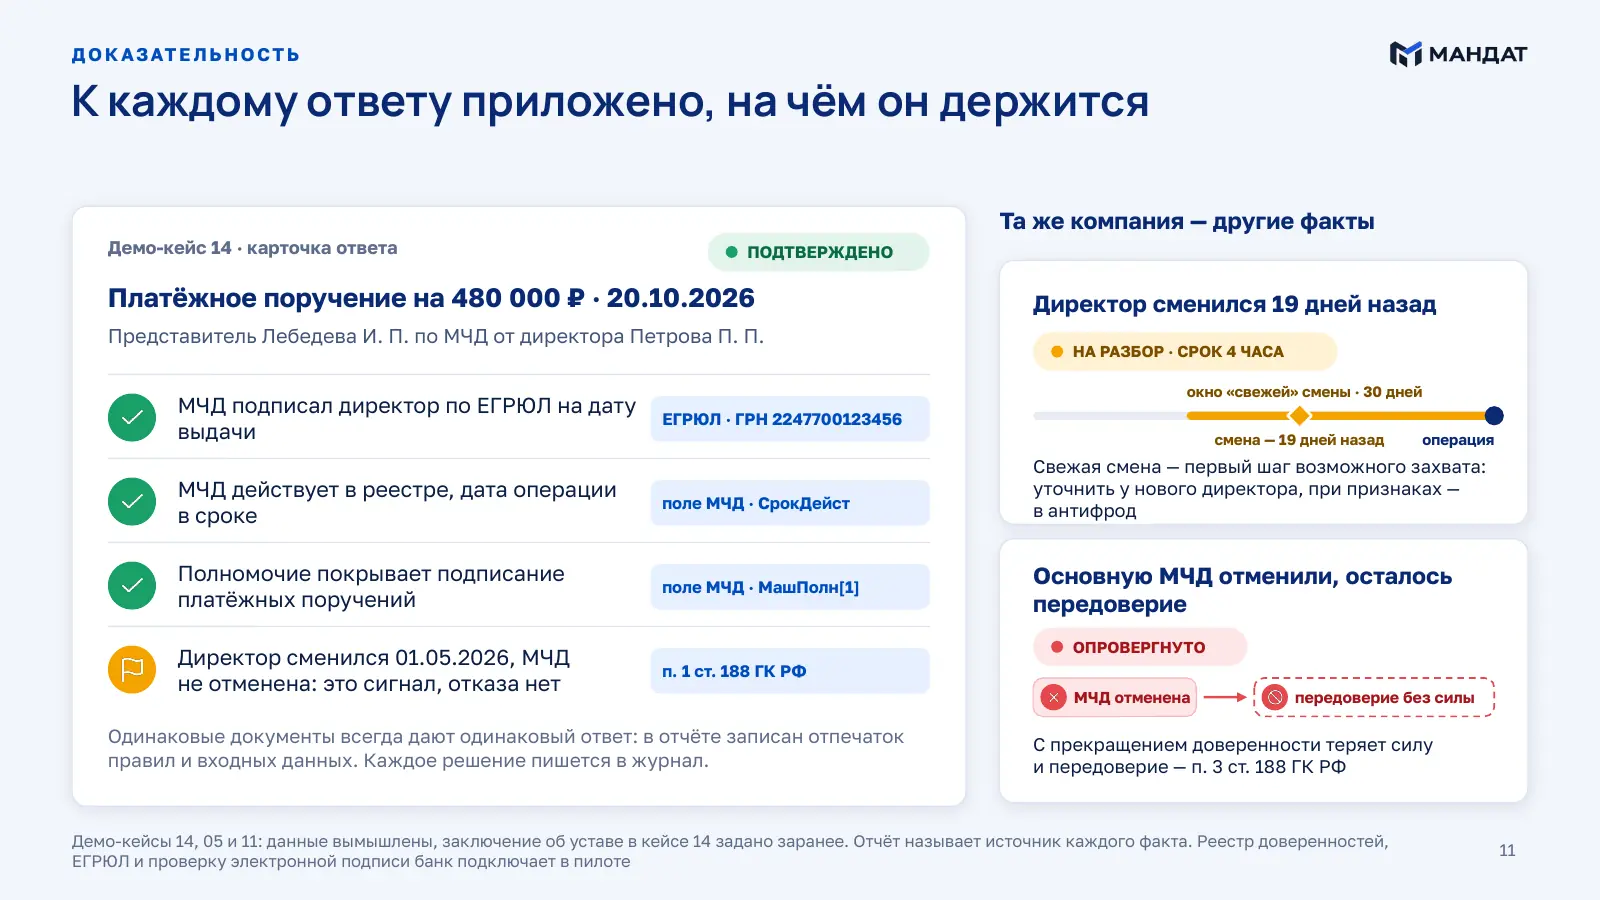 ДОКАЗАТЕЛЬНОСТЬ
МАНДАТ
К каждому ответу приложено, на чём он держится
Демо-кейс 14 · карточка ответа
ПОДТВЕРЖДЕНО
Платёжное поручение на 480 000 ₽ · 20.10.2026
Представитель Лебедева И. П. по МЧД от директора Петрова П. П.
МЧД подписал директор по ЕГРЮЛ на дату
выдачи
ЕГРЮЛ · ГРН 2247700123456
МЧД действует в реестре, дата операции
в сроке
поле МЧД · СрокДейст
Полномочие покрывает подписание
платёжных поручений
поле МЧД · МашПолн[1]
Директор сменился 01.05.2026, МЧД
не отменена: это сигнал, отказа нет
п. 1 ст. 188 ГК РФ
Одинаковые документы всегда дают одинаковый ответ: в отчёте записан отпечаток
правил и входных данных. Каждое решение пишется в журнал.
Та же компания — другие факты
Директор сменился 19 дней назад
НА РАЗБОР · СРОК 4 ЧАСА
окно «свежей» смены · 30 дней
смена — 19 дней назад
операция
Свежая смена — первый шаг возможного захвата:
уточнить у нового директора, при признаках —
в антифрод
Основную МЧД отменили, осталось
передоверие
ОПРОВЕРГНУТО
МЧД отменена
передоверие без силы
С прекращением доверенности теряет силу
и передоверие — п. 3 ст. 188 ГК РФ
Демо-кейсы 14, 05 и 11: данные вымышлены, заключение об уставе в кейсе 14 задано заранее. Отчёт называет источник каждого факта. Реестр доверенностей,
ЕГРЮЛ и проверку электронной подписи банк подключает в пилоте
11